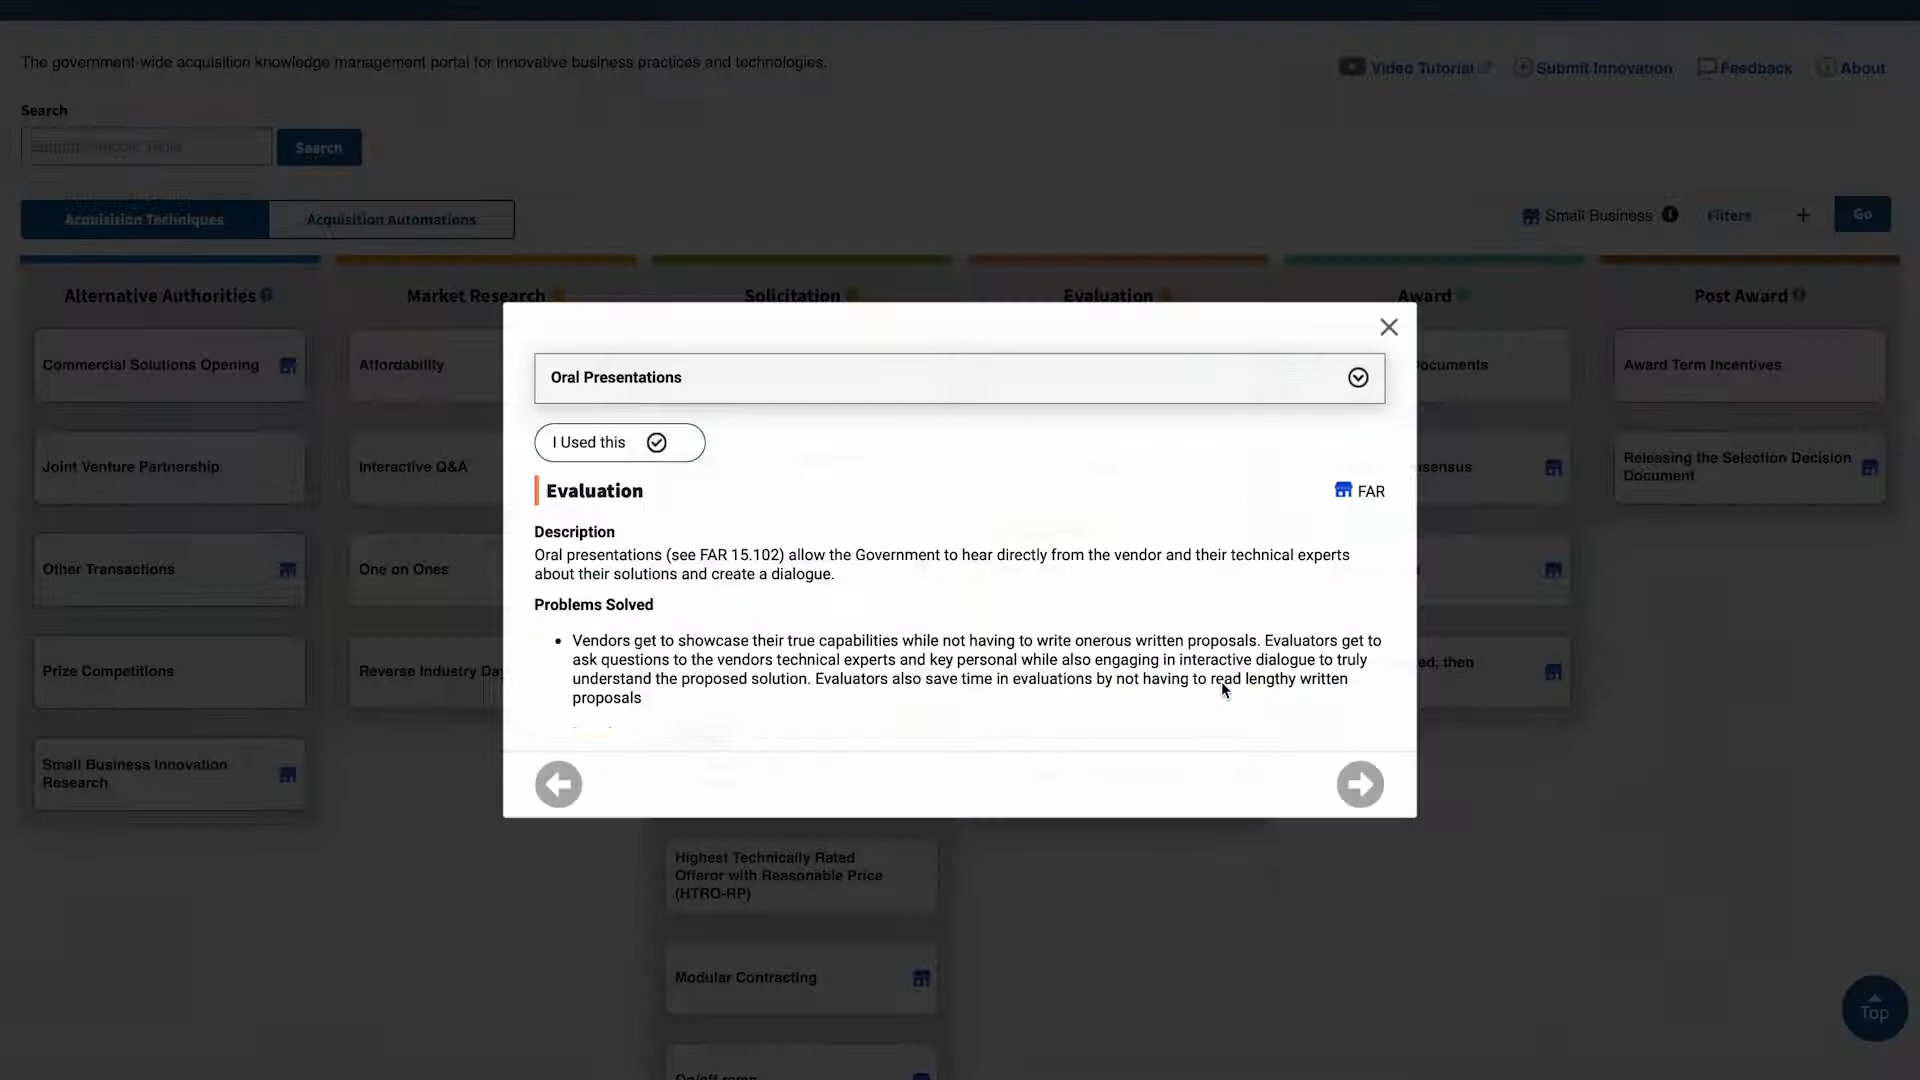 The government-wide acquisition knowledge management portal for innovative business practices and technologies.
Video Tutorial
Submit Innovation
Feedback
About
Search
Search
Acquisition Techniques
Acquisition Automations
Small Business
Filters
Go
Alternative Authorities
Market Research
Solicitation
Evaluation
Award
Post Award
Commercial Solutions Opening
Joint Venture Partnership
Other Transactions
Prize Competitions
Small Business Innovation
Research
Affordability
Interactive Q&A
One on Ones
Reverse Industry Day
Oral Presentations
I Used this
Evaluation
FAR
Description
Oral presentations (see FAR 15.102) allow the Government to hear directly from the vendor and their technical experts
about their solutions and create a dialogue.
Problems Solved
Vendors get to showcase their true capabilities while not having to write onerous written proposals. Evaluators get to
ask questions to the vendors technical experts and key personal while also engaging in interactive dialogue to truly
understand the proposed solution. Evaluators also save time in evaluations by not having to read lengthy written
proposals
Highest Technically Rated
Offeror with Reasonable Price
(HTRO-RP)
Modular Contracting
ocuments
sensus
ed, then
Award Term Incentives
Releasing the Selection Decision
Document
Top